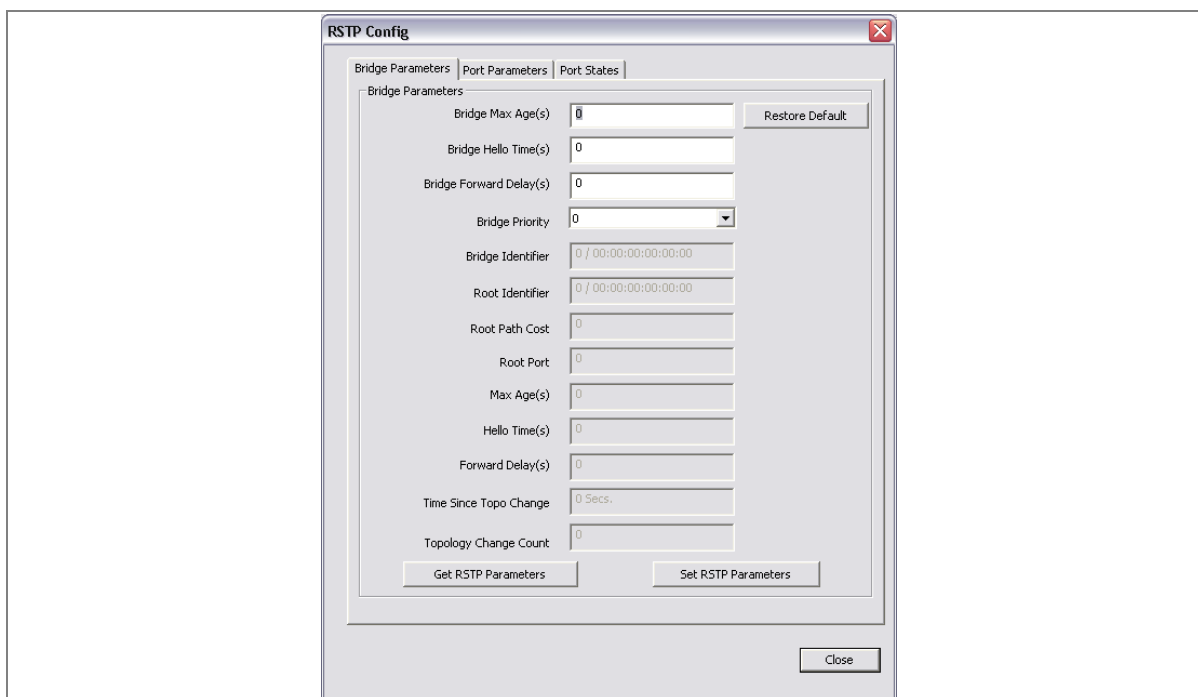 RSTP Config
Bridge Parameters Port Parameters Port States
Bridge Parameters
Bridge Max Age(s) 0 Restore Default
Bridge Hello Time(s) 0
Bridge Forward Delay(s) 0
Bridge Priority 0
Bridge Identifier 0 / 00:00:00:00:00:00
Root Identifier 0 / 00:00:00:00:00:00
Root Path Cost 0
Root Port 0
Max Age(s) 0
Hello Time(s) 0
Forward Delay(s) 0
Time Since Topo Change 0 Secs.
Topology Change Count 0
Get RSTP Parameters Set RSTP Parameters
Close